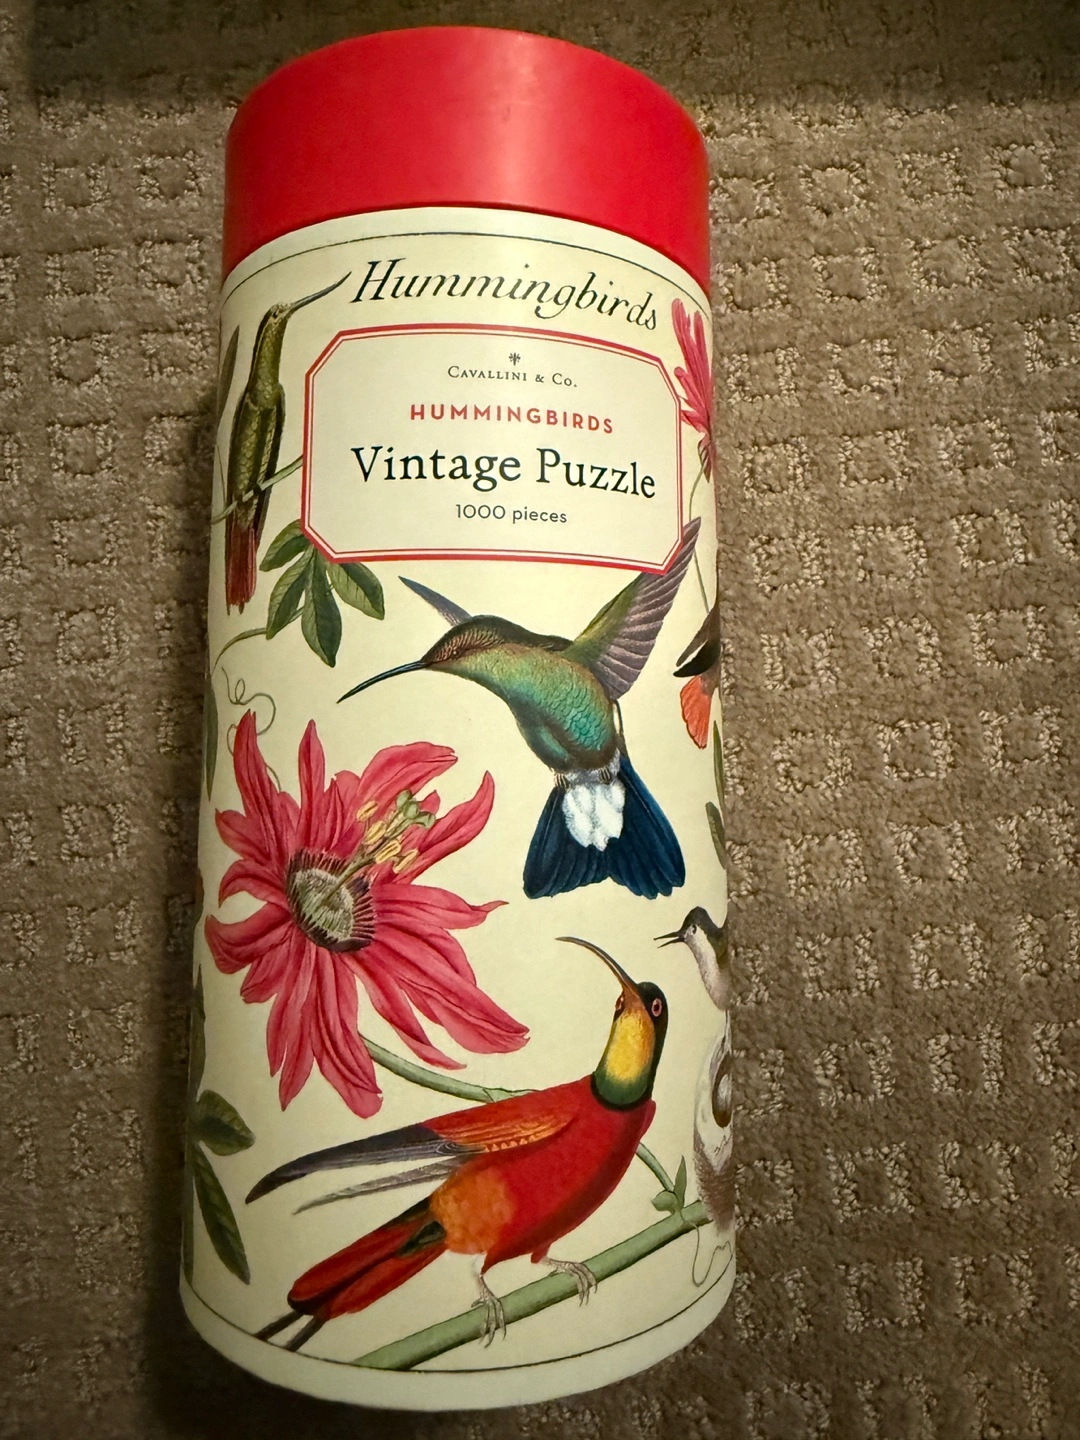 Hummingbirds
CAVALLINI & CO.
HUMMINGBIRDS
Vintage Puzzle
1000 pieces